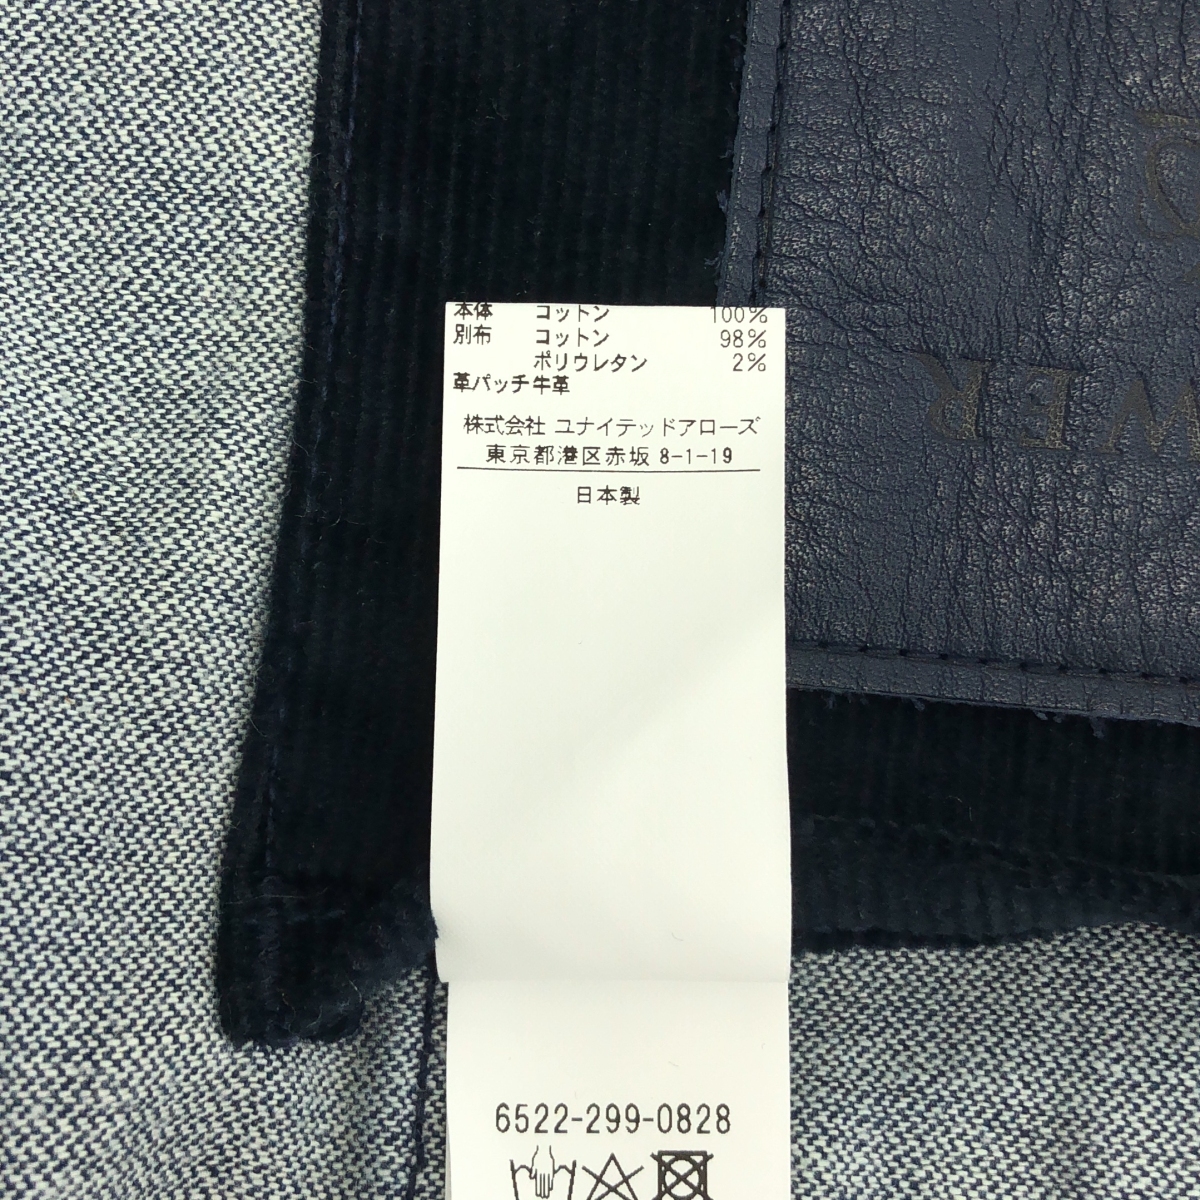 本体 コットン 100%
別布 コットン 98%
ポリウレタン 2%
革パッチ牛革
株式会社 ユナイテッドアローズ
東京都港区赤坂 8-1-19
日本製
6522-299-0828